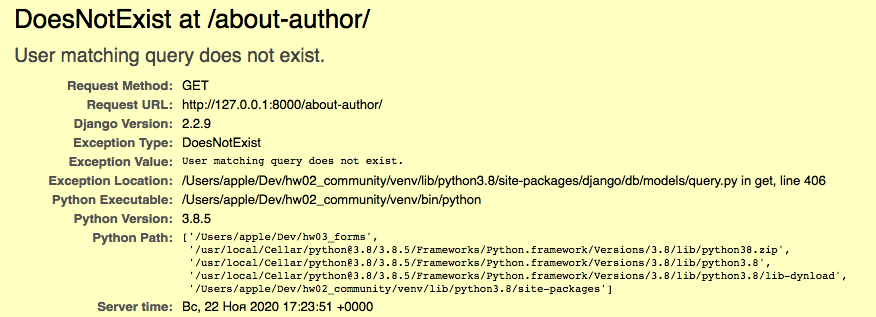 DoesNotExist at /about-author/
User matching query does not exist.
Request Method: GET
Request URL: http://127.0.0.1:8000/about-author/
Django Version: 2.2.9
Exception Type: DoesNotExist
Exception Value: User matching query does not exist.
Exception Location: /Users/apple/Dev/hw02_community/venv/lib/python3.8/site-packages/django/db/models/query.py in get, line 406
Python Executable: /Users/apple/Dev/hw02_community/venv/bin/python
Python Version: 3.8.5
Python Path: ['/Users/apple/Dev/hw03_forms',
'/usr/local/Cellar/python@3.8/3.8.5/Frameworks/Python.framework/Versions/3.8/lib/python38.zip',
'/usr/local/Cellar/python@3.8/3.8.5/Frameworks/Python.framework/Versions/3.8/lib/python3.8',
'/usr/local/Cellar/python@3.8/3.8.5/Frameworks/Python.framework/Versions/3.8/lib/python3.8/lib-dynload',
'/Users/apple/Dev/hw02_community/venv/lib/python3.8/site-packages']
Server time: Вс, 22 Ноя 2020 17:23:51 +0000